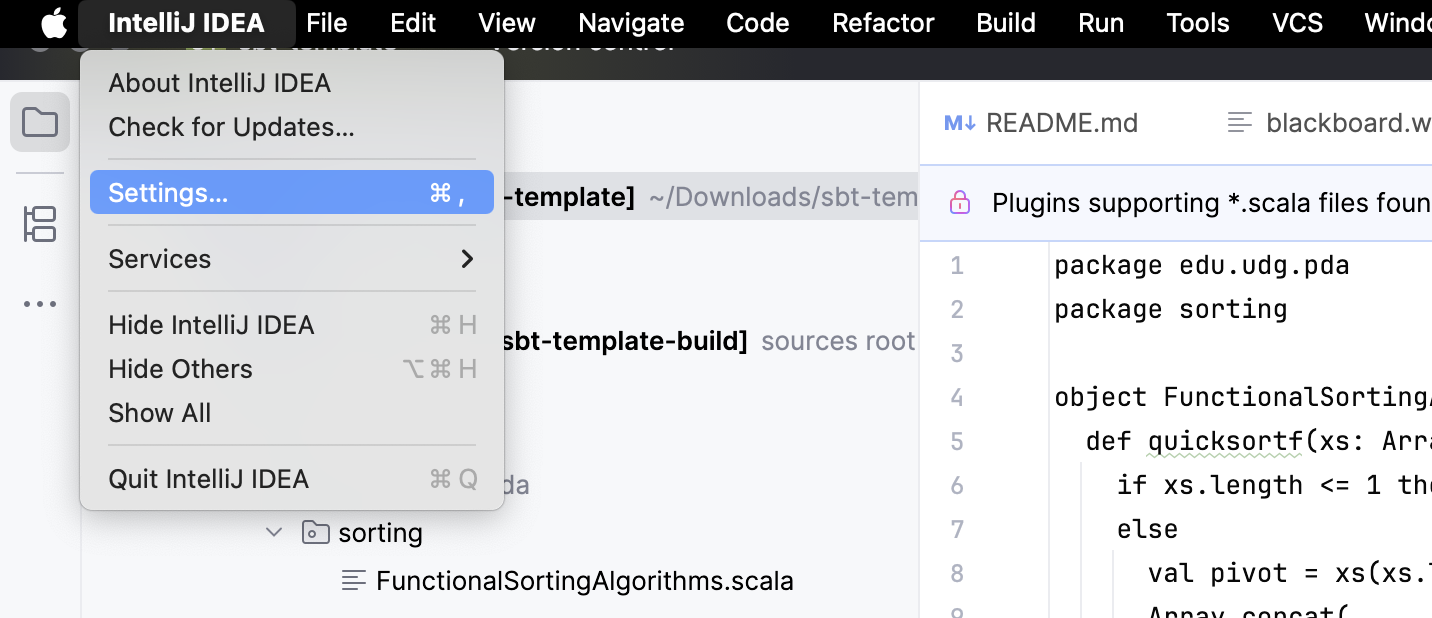 IntelliJ IDEA File Edit View Navigate Code Refactor Build Run Tools VCS
About IntelliJ IDEA
Check for Updates...
Settings... ⌘ ,
Services
Hide IntelliJ IDEA ⌘ H
Hide Others ⌥ ⌘ H
Show All
Quit IntelliJ IDEA ⌘ Q
-template] ~/Downloads/sbt-tem
sbt-template-build] sources root
da
sorting
FunctionalSortingAlgorithms.scala
M↓ README.md blackboard.w
Plugins supporting *.scala files foun
1 package edu.udg.pda
2 package sorting
3
4 object FunctionalSorting
5 def quicksortf(xs: Arra
6 if xs.length <= 1 the
7 else
8 val pivot = xs(xs.
9 Array.concat(